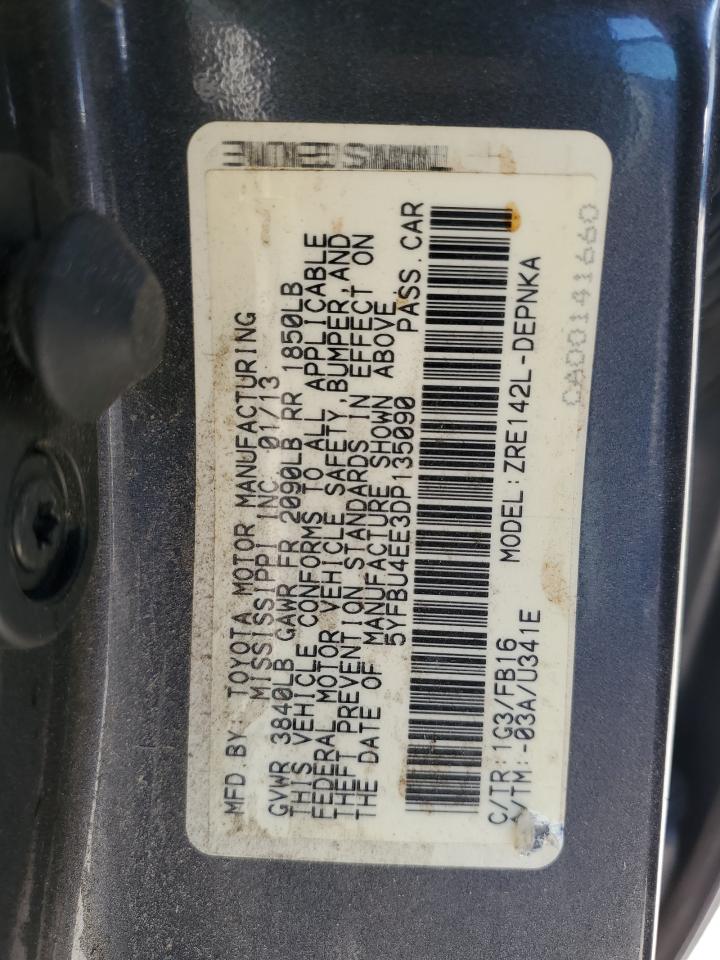 MFD.BY: TOYOTA MOTOR MANUFACTURING
MISSISSIPPI INC 01/13
GVWR 3840LB GAWR FR 2090LB RR 1850LB
THIS VEHICLE CONFORMS TO ALL APPLICABLE
FEDERAL MOTOR VEHICLE SAFETY,BUMPER,AND
THEFT PREVENTION STANDARDS IN EFFECT ON
THE DATE OF MANUFACTURE SHOWN ABOVE.
5YFBU4EE3DP135090 PASS.CAR
C/TR:1G3/FB16 MODEL:ZRE142L-DEPNKA
/TM:-03A/U341E
CA00141660